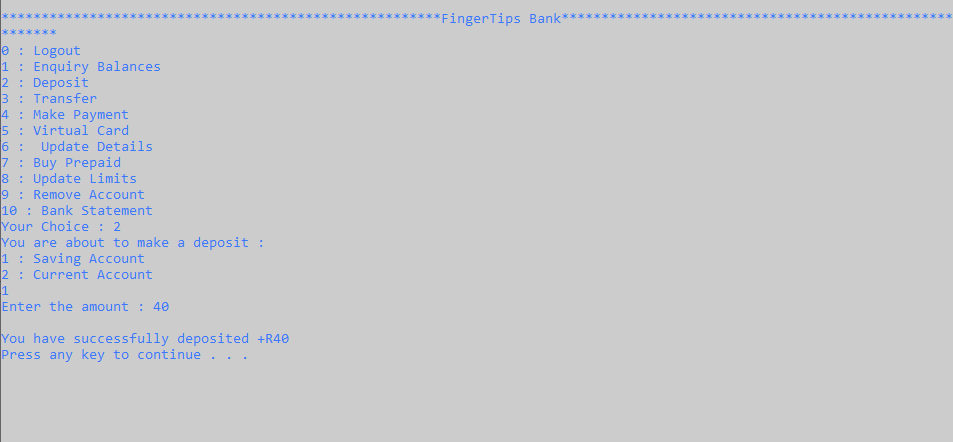 *******************************************************FingerTips Bank*************************************************
*******
0 : Logout
1 : Enquiry Balances
2 : Deposit
3 : Transfer
4 : Make Payment
5 : Virtual Card
6 :  Update Details
7 : Buy Prepaid
8 : Update Limits
9 : Remove Account
10 : Bank Statement
Your Choice : 2
You are about to make a deposit :
1 : Saving Account
2 : Current Account
1
Enter the amount : 40
You have successfully deposited +R40
Press any key to continue . . .